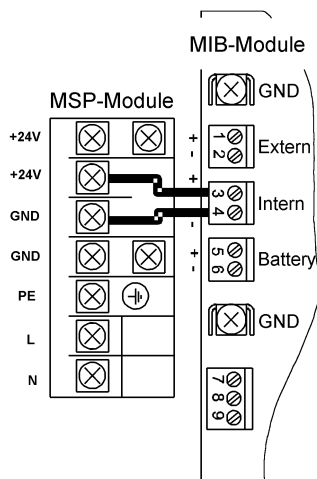 MIB-Module
MSP-Module
GND
+24V
+ 1 Extern
- 2
+24V
+ 3 Intern
GND
- 4
GND
+ 5 Battery
- 6
PE
GND
L
N
7
8
9